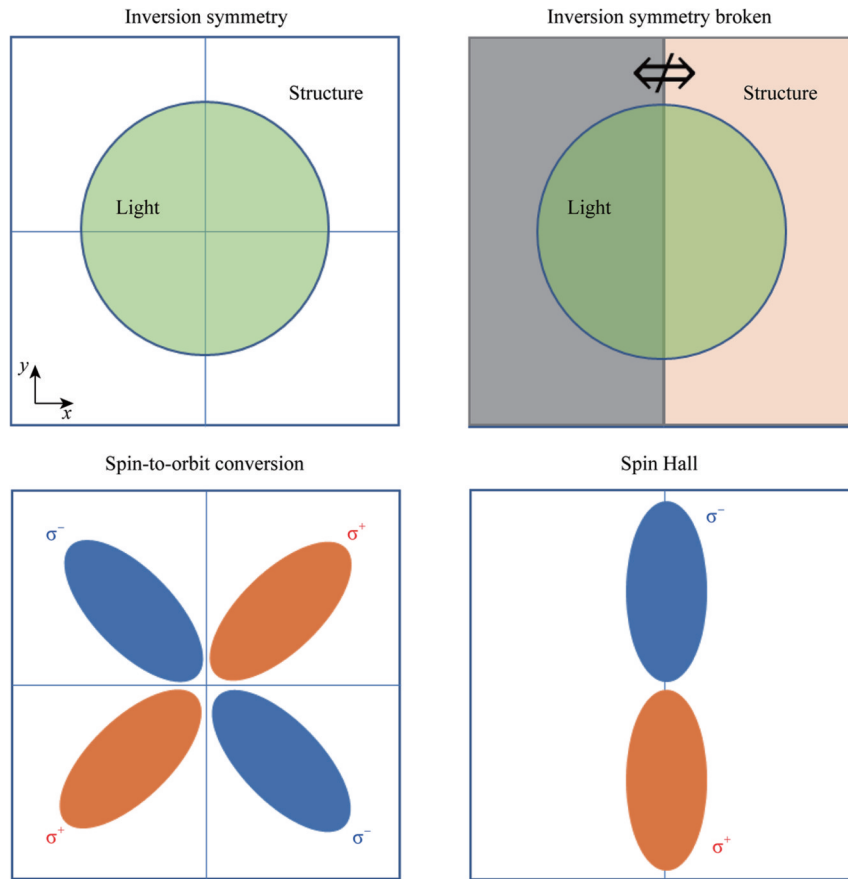 Inversion symmetry
Inversion symmetry broken
Structure
Structure
Light
Light
y
x
Spin-to-orbit conversion
Spin Hall
σ⁻
σ⁺
σ⁻
σ⁺
σ⁻
σ⁺